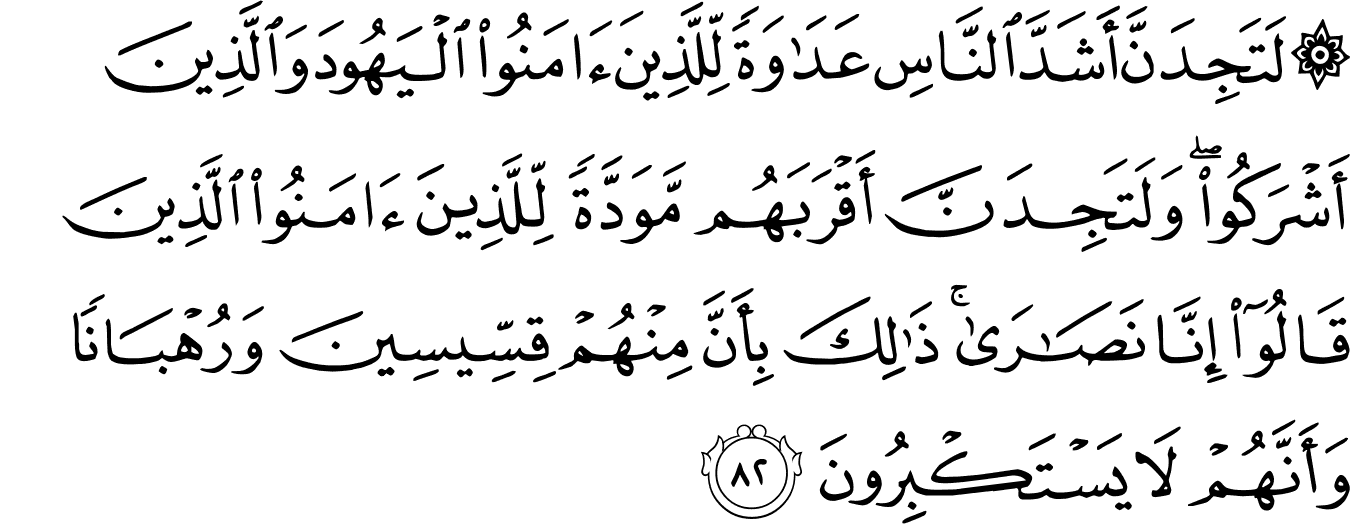 ۞ لَتَجِدَنَّ أَشَدَّ ٱلنَّاسِ عَدَٰوَةً لِّلَّذِينَ ءَامَنُوا۟ ٱلْيَهُودَ وَٱلَّذِينَ
أَشْرَكُوا۟ ۖ وَلَتَجِدَنَّ أَقْرَبَهُم مَّوَدَّةً لِّلَّذِينَ ءَامَنُوا۟ ٱلَّذِينَ
قَالُوٓا۟ إِنَّا نَصَٰرَىٰ ۚ ذَٰلِكَ بِأَنَّ مِنْهُمْ قِسِّيسِينَ وَرُهْبَانًا
وَأَنَّهُمْ لَا يَسْتَكْبِرُونَ ٨٢